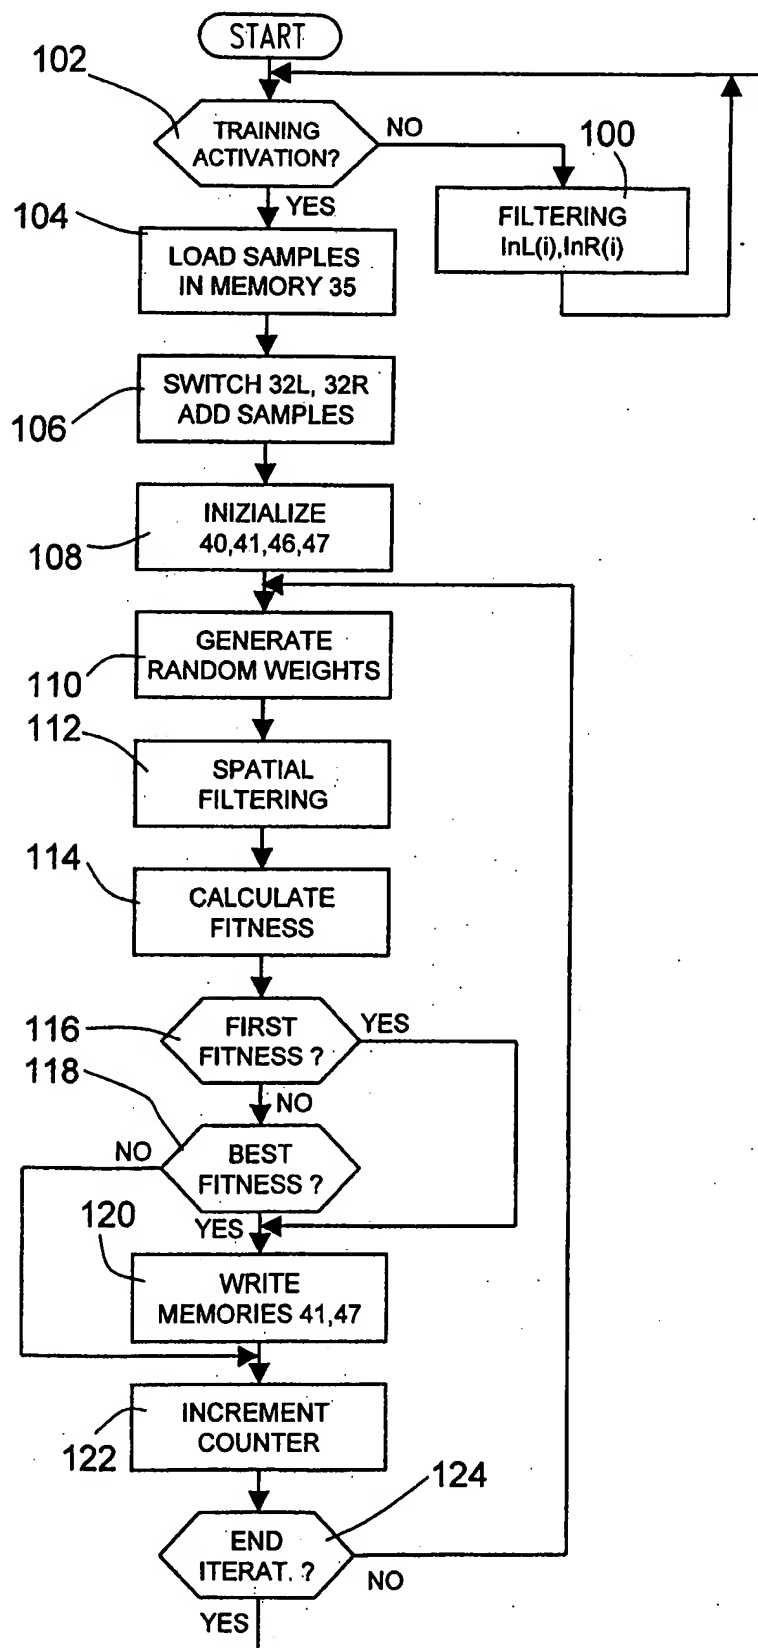 START
102
TRAINING
ACTIVATION?
NO
100
FILTERING
InL(i),InR(i)
YES
104
LOAD SAMPLES
IN MEMORY 35
SWITCH 32L, 32R
ADD SAMPLES
106
INIZIALIZE
40,41,46,47
108
GENERATE
RANDOM WEIGHTS
110
112
SPATIAL
FILTERING
114
CALCULATE
FITNESS
116
FIRST
FITNESS ?
YES
118
NO
NO
BEST
FITNESS ?
120
YES
WRITE
MEMORIES 41,47
INCREMENT
COUNTER
122
124
END
ITERAT. ?
NO
YES